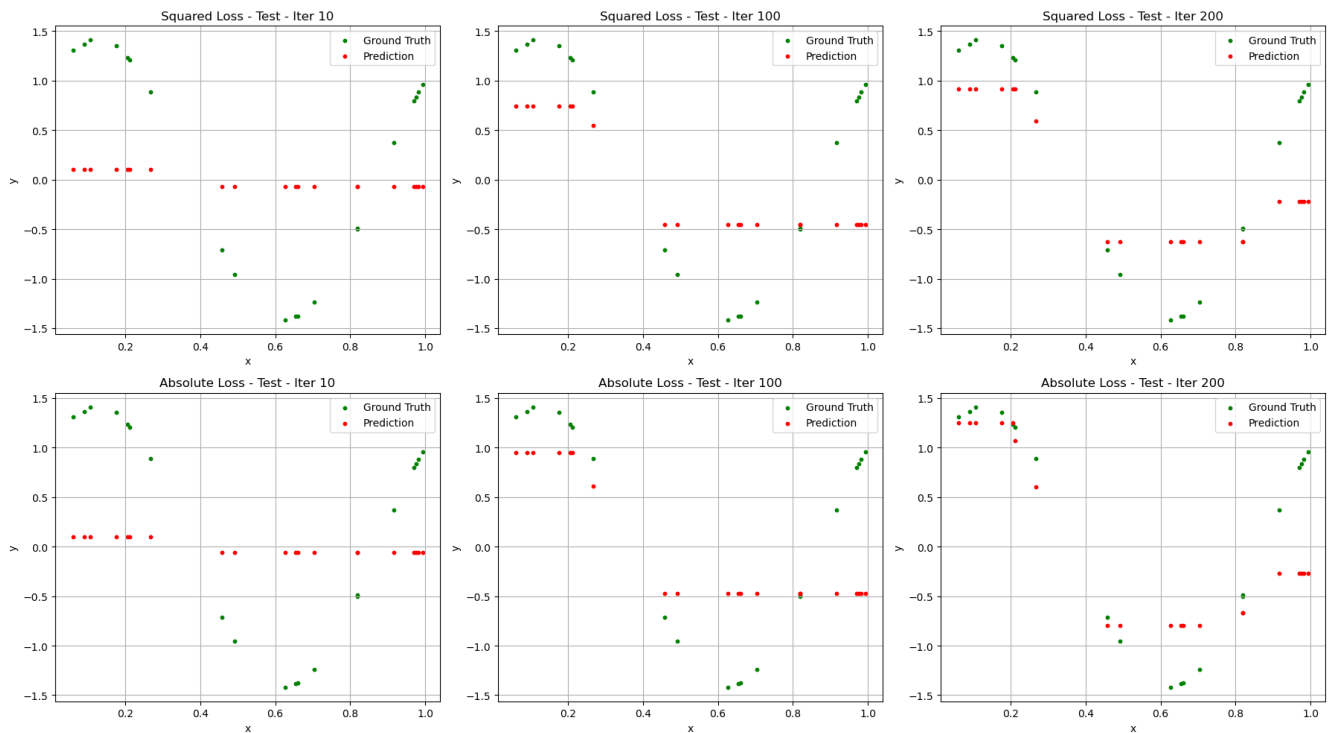 Squared Loss - Test - Iter 10
1.5
1.0
0.5
0.0
−0.5
−1.0
−1.5
y
Ground Truth
Prediction
0.2
0.4
0.6
0.8
1.0
x
Squared Loss - Test - Iter 100
1.5
1.0
0.5
0.0
−0.5
−1.0
−1.5
y
Ground Truth
Prediction
0.2
0.4
0.6
0.8
1.0
x
Squared Loss - Test - Iter 200
1.5
1.0
0.5
0.0
−0.5
−1.0
−1.5
y
Ground Truth
Prediction
0.2
0.4
0.6
0.8
1.0
x
Absolute Loss - Test - Iter 10
1.5
1.0
0.5
0.0
−0.5
−1.0
−1.5
y
Ground Truth
Prediction
0.2
0.4
0.6
0.8
1.0
x
Absolute Loss - Test - Iter 100
1.5
1.0
0.5
0.0
−0.5
−1.0
−1.5
y
Ground Truth
Prediction
0.2
0.4
0.6
0.8
1.0
x
Absolute Loss - Test - Iter 200
1.5
1.0
0.5
0.0
−0.5
−1.0
−1.5
y
Ground Truth
Prediction
0.2
0.4
0.6
0.8
1.0
x